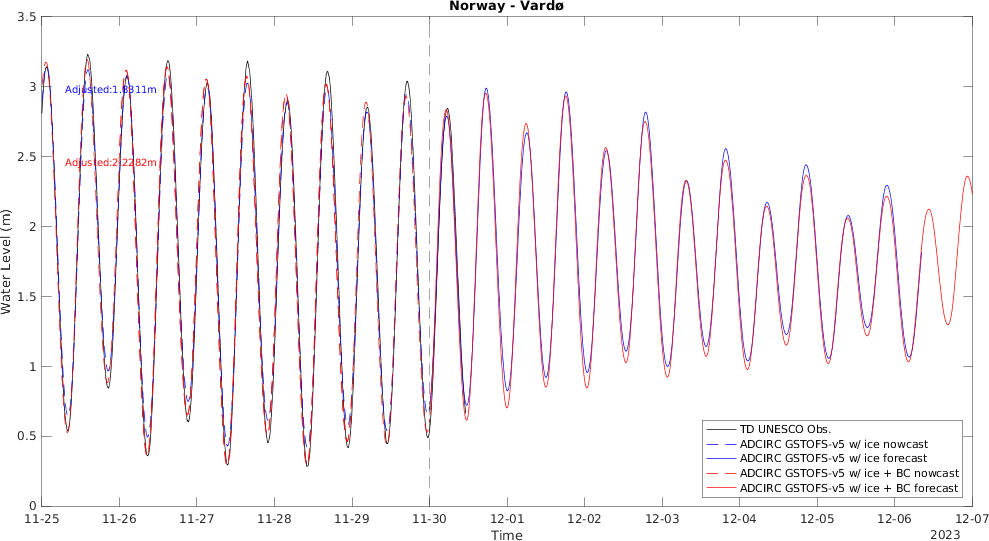 Norway - Vardø
3.5
3
2.5
2
1.5
1
0.5
0
Water Level (m)
Adjusted:1.8311m
Adjusted:2.2282m
TD UNESCO Obs.
ADCIRC GSTOFS-v5 w/ ice nowcast
ADCIRC GSTOFS-v5 w/ ice forecast
ADCIRC GSTOFS-v5 w/ ice + BC nowcast
ADCIRC GSTOFS-v5 w/ ice + BC forecast
11-25 11-26 11-27 11-28 11-29 11-30 12-01 12-02 12-03 12-04 12-05 12-06 12-07
Time
2023